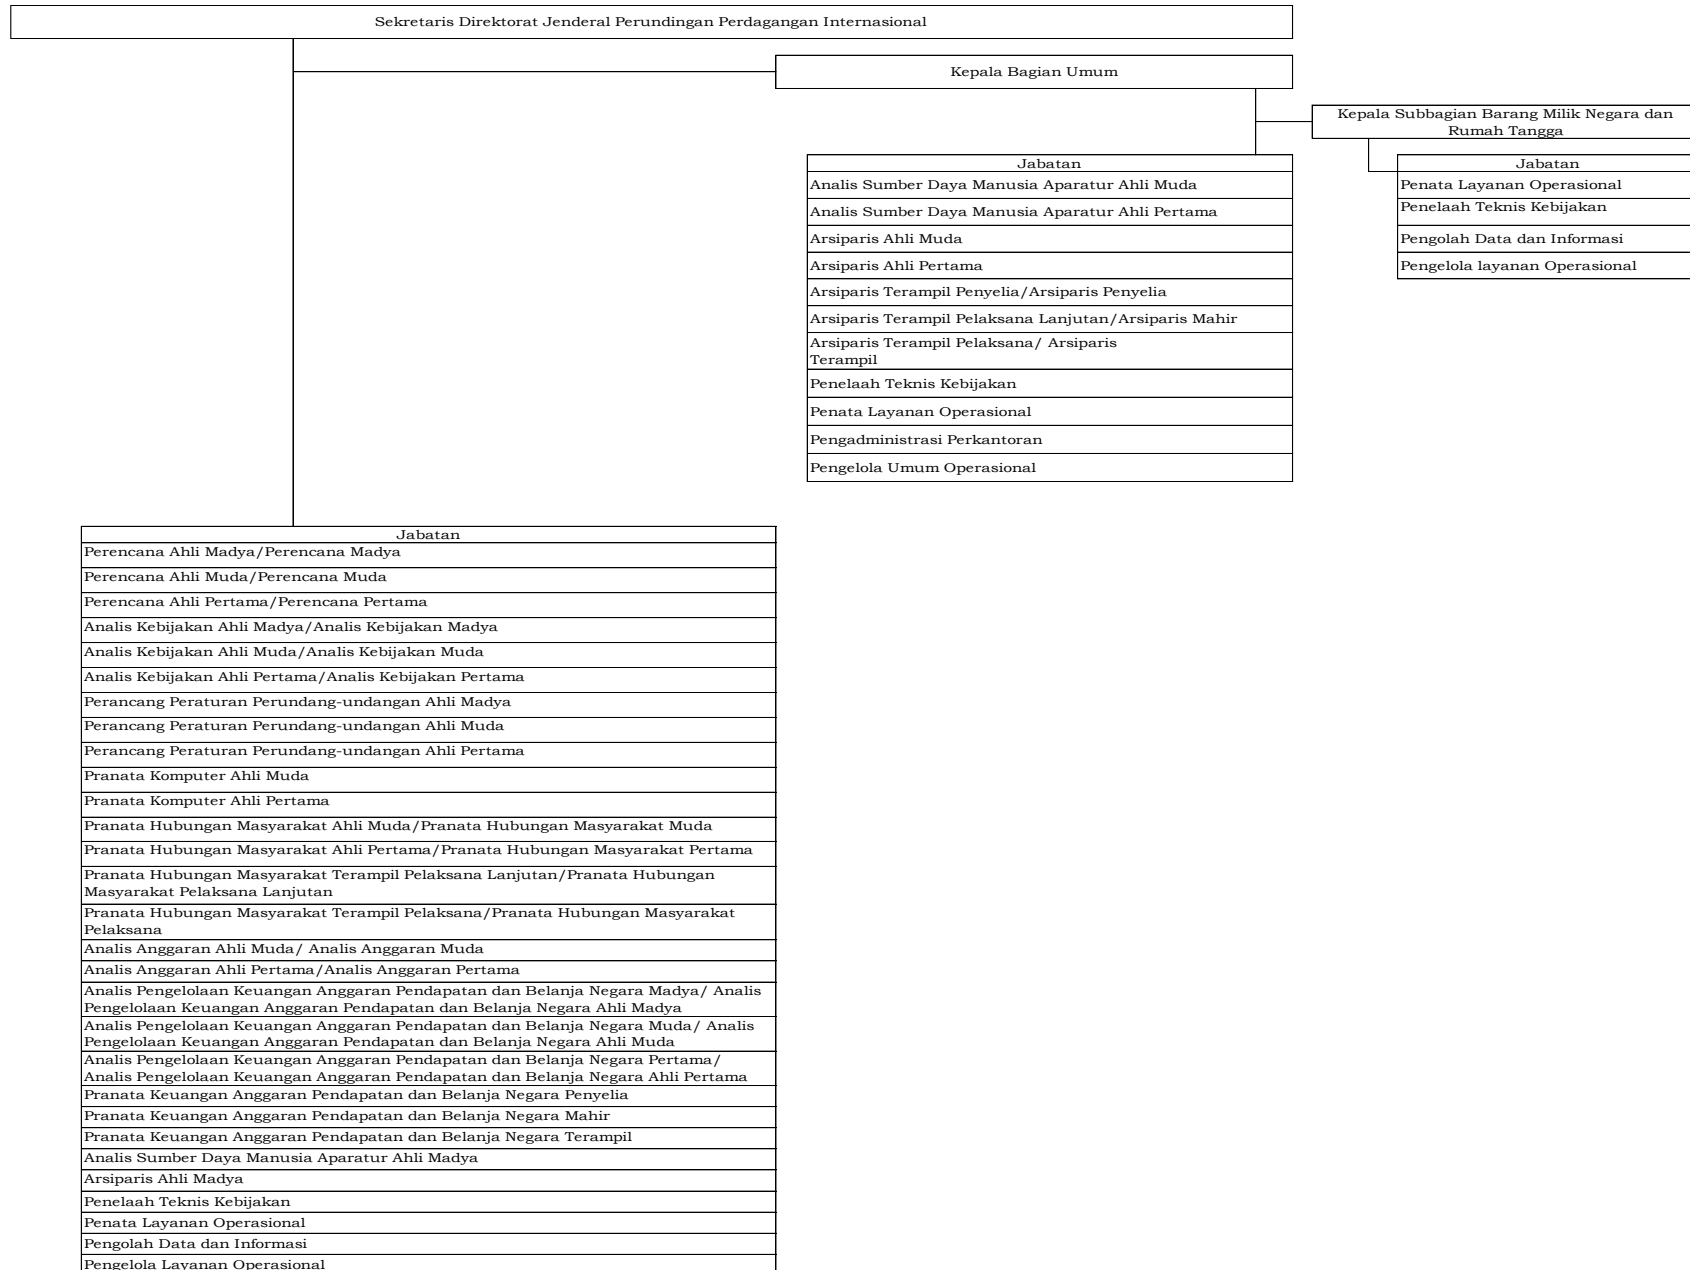 Sekretaris Direktorat Jenderal Perundingan Perdagangan Internasional
Kepala Bagian Umum
Kepala Subbagian Barang Milik Negara dan
Rumah Tangga
Jabatan
Penata Layanan Operasional
Penelaah Teknis Kebijakan
Pengolah Data dan Informasi
Pengelola layanan Operasional
Jabatan
Analis Sumber Daya Manusia Aparatur Ahli Muda
Analis Sumber Daya Manusia Aparatur Ahli Pertama
Arsiparis Ahli Muda
Arsiparis Ahli Pertama
Arsiparis Terampil Penyelia/Arsiparis Penyelia
Arsiparis Terampil Pelaksana Lanjutan/Arsiparis Mahir
Arsiparis Terampil Pelaksana/ Arsiparis
Terampil
Penelaah Teknis Kebijakan
Penata Layanan Operasional
Pengadministrasi Perkantoran
Pengelola Umum Operasional
Jabatan
Perencana Ahli Madya/Perencana Madya
Perencana Ahli Muda/Perencana Muda
Perencana Ahli Pertama/Perencana Pertama
Analis Kebijakan Ahli Madya/Analis Kebijakan Madya
Analis Kebijakan Ahli Muda/Analis Kebijakan Muda
Analis Kebijakan Ahli Pertama/Analis Kebijakan Pertama
Perancang Peraturan Perundang-undangan Ahli Madya
Perancang Peraturan Perundang-undangan Ahli Muda
Perancang Peraturan Perundang-undangan Ahli Pertama
Pranata Komputer Ahli Muda
Pranata Komputer Ahli Pertama
Pranata Hubungan Masyarakat Ahli Muda/Pranata Hubungan Masyarakat Muda
Pranata Hubungan Masyarakat Ahli Pertama/Pranata Hubungan Masyarakat Pertama
Pranata Hubungan Masyarakat Terampil Pelaksana Lanjutan/Pranata Hubungan
Masyarakat Pelaksana Lanjutan
Pranata Hubungan Masyarakat Terampil Pelaksana/Pranata Hubungan Masyarakat
Pelaksana
Analis Anggaran Ahli Muda/ Analis Anggaran Muda
Analis Anggaran Ahli Pertama/Analis Anggaran Pertama
Analis Pengelolaan Keuangan Anggaran Pendapatan dan Belanja Negara Madya/ Analis
Pengelolaan Keuangan Anggaran Pendapatan dan Belanja Negara Ahli Madya
Analis Pengelolaan Keuangan Anggaran Pendapatan dan Belanja Negara Muda/ Analis
Pengelolaan Keuangan Anggaran Pendapatan dan Belanja Negara Ahli Muda
Analis Pengelolaan Keuangan Anggaran Pendapatan dan Belanja Negara Pertama/
Analis Pengelolaan Keuangan Anggaran Pendapatan dan Belanja Negara Ahli Pertama
Pranata Keuangan Anggaran Pendapatan dan Belanja Negara Penyelia
Pranata Keuangan Anggaran Pendapatan dan Belanja Negara Mahir
Pranata Keuangan Anggaran Pendapatan dan Belanja Negara Terampil
Analis Sumber Daya Manusia Aparatur Ahli Madya
Arsiparis Ahli Madya
Penelaah Teknis Kebijakan
Penata Layanan Operasional
Pengolah Data dan Informasi
Pengelola Layanan Operasional